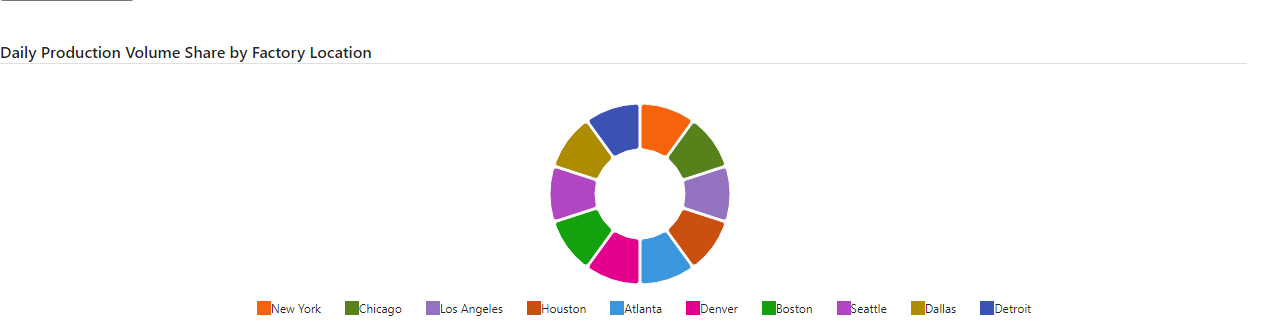 Daily Production Volume Share by Factory Location
New York Chicago Los Angeles Houston Atlanta Denver Boston Seattle Dallas Detroit